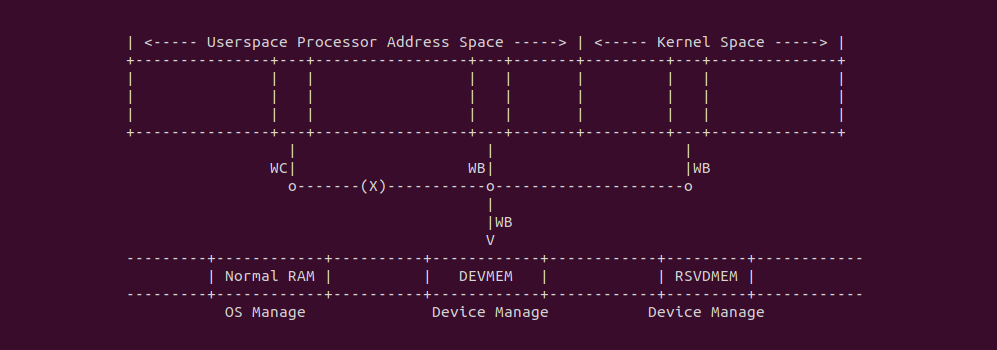 | <----- Userspace Processor Address Space -----> | <----- Kernel Space -----> |
+---------------+---+-----------------+---+-------+---------+---+--------------+
|               |   |                 |   |       |         |   |              |
|               |   |                 |   |       |         |   |              |
|               |   |                 |   |       |         |   |              |
+---------------+---+-----------------+---+-------+---------+---+--------------+
                  |                     |                     |
                WC|                   WB|                     |WB
                  o-------(X)-----------o---------------------o
                                        |
                                        |WB
                                        V
---------+------------+----------+------------+------------+---------+------------
         | Normal RAM |          |   DEVMEM   |            | RSVDMEM |
---------+------------+----------+------------+------------+---------+------------
           OS Manage              Device Manage           Device Manage